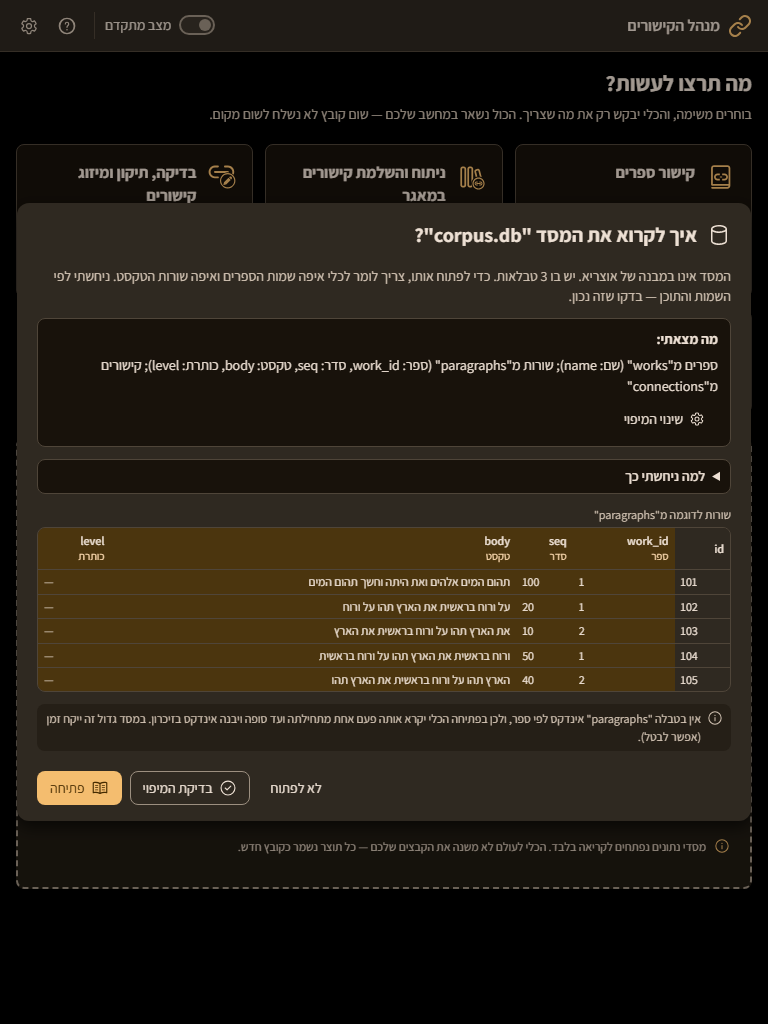 מנהל הקישורים
מצב מתקדם
מה תרצו לעשות?
בוחרים משימה, והכלי יבקש רק את מה שצריך. הכול נשאר במחשב שלכם — שום קובץ לא נשלח לשום מקום.
קישור ספרים
ניתוח והשלמת קישורים
במאגר
בדיקה, תיקון ומיזוג
קישורים
איך לקרוא את המסד "corpus.db"?
המסד אינו במבנה של אוצריא. יש בו 3 טבלאות. כדי לפתוח אותו, צריך לומר לכלי איפה שמות הספרים ואיפה שורות הטקסט. ניחשתי לפי
השמות והתוכן — בדקו שזה נכון.
מה מצאתי:
ספרים מ"works" (שם: name); שורות מ"paragraphs" (ספר: work_id, סדר: seq, טקסט: body, כותרת: level); קישורים
מ"connections"
שינוי המיפוי
למה ניחשתי כך
שורות לדוגמה מ"paragraphs"
id work_id seq body level
ספר סדר טקסט כותרת
101 1 100 תהום המים אלהים ואת היתה וחשך תהום המים —
102 1 20 על ורוח בראשית את הארץ תהו על ורוח —
103 2 10 את הארץ תהו על ורוח בראשית את הארץ —
104 1 50 ורוח בראשית את הארץ תהו על ורוח בראשית —
105 2 40 הארץ תהו על ורוח בראשית את הארץ תהו —
אין בטבלה "paragraphs" אינדקס לפי ספר, ולכן בפתיחה הכלי יקרא אותה פעם אחת מתחילתה ועד סופה ויבנה אינדקס בזיכרון. במסד גדול זה ייקח זמן
(אפשר לבטל).
לא לפתוח
בדיקת המיפוי
פתיחה
מסדי נתונים נפתחים לקריאה בלבד. הכלי לעולם לא משנה את הקבצים שלכם — כל תוצר נשמר כקובץ חדש.